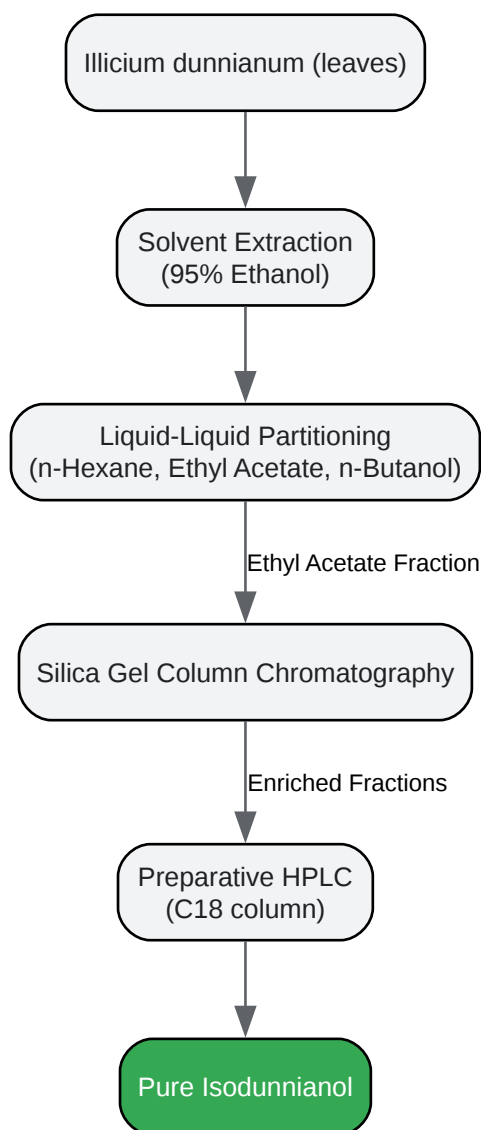 Illicium dunnianum (leaves)
Solvent Extraction
(95% Ethanol)
Liquid-Liquid Partitioning
(n-Hexane, Ethyl Acetate, n-Butanol)
Ethyl Acetate Fraction
Silica Gel Column Chromatography
Enriched Fractions
Preparative HPLC
(C18 column)
Pure Isodunnianol